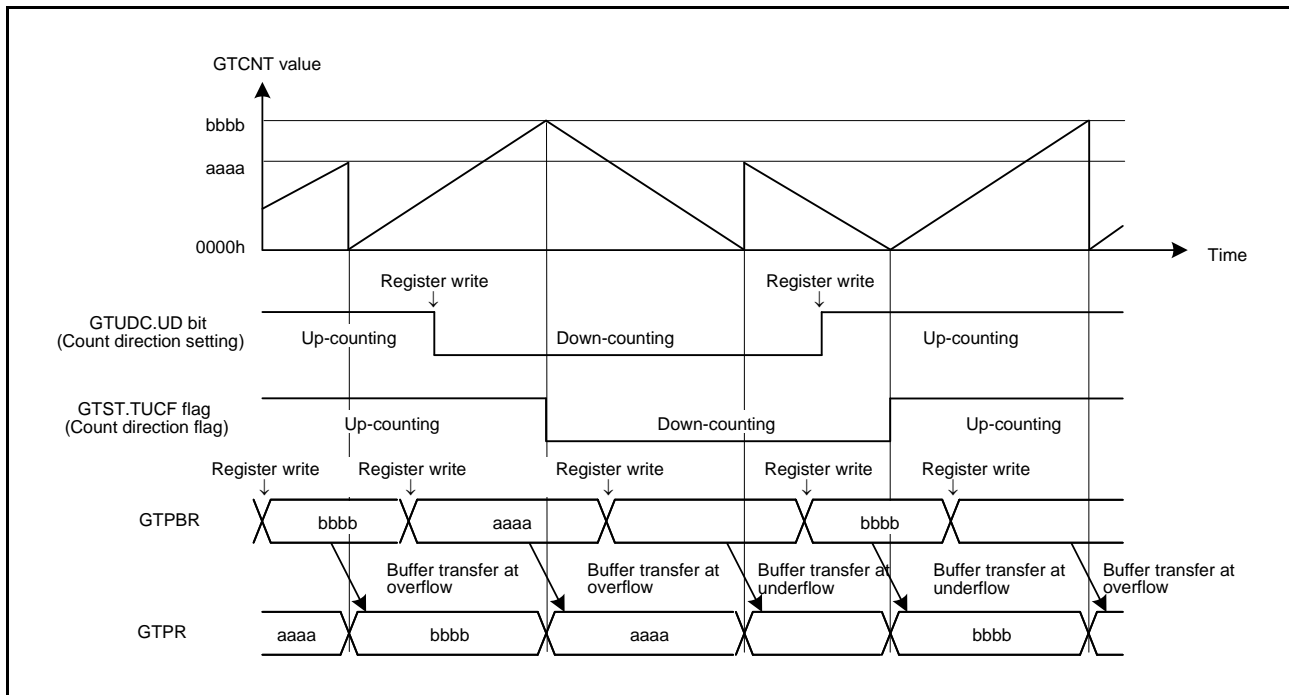 GTCNT value
bbbb
aaaa
0000h
Time
Register write
Register write
↓
↓
GTUDC.UD bit
(Count direction setting)
Up-counting
Down-counting
Up-counting
GTST.TUCF flag
(Count direction flag)
Up-counting
Down-counting
Up-counting
Register write
Register write
Register write
Register write
Register write
↓
↓
↓
↓
↓
GTPBR
bbbb
aaaa
bbbb
Buffer transfer at
overflow
Buffer transfer at
overflow
Buffer transfer at
underflow
Buffer transfer at
underflow
Buffer transfer at
overflow
GTPR
aaaa
bbbb
aaaa
bbbb